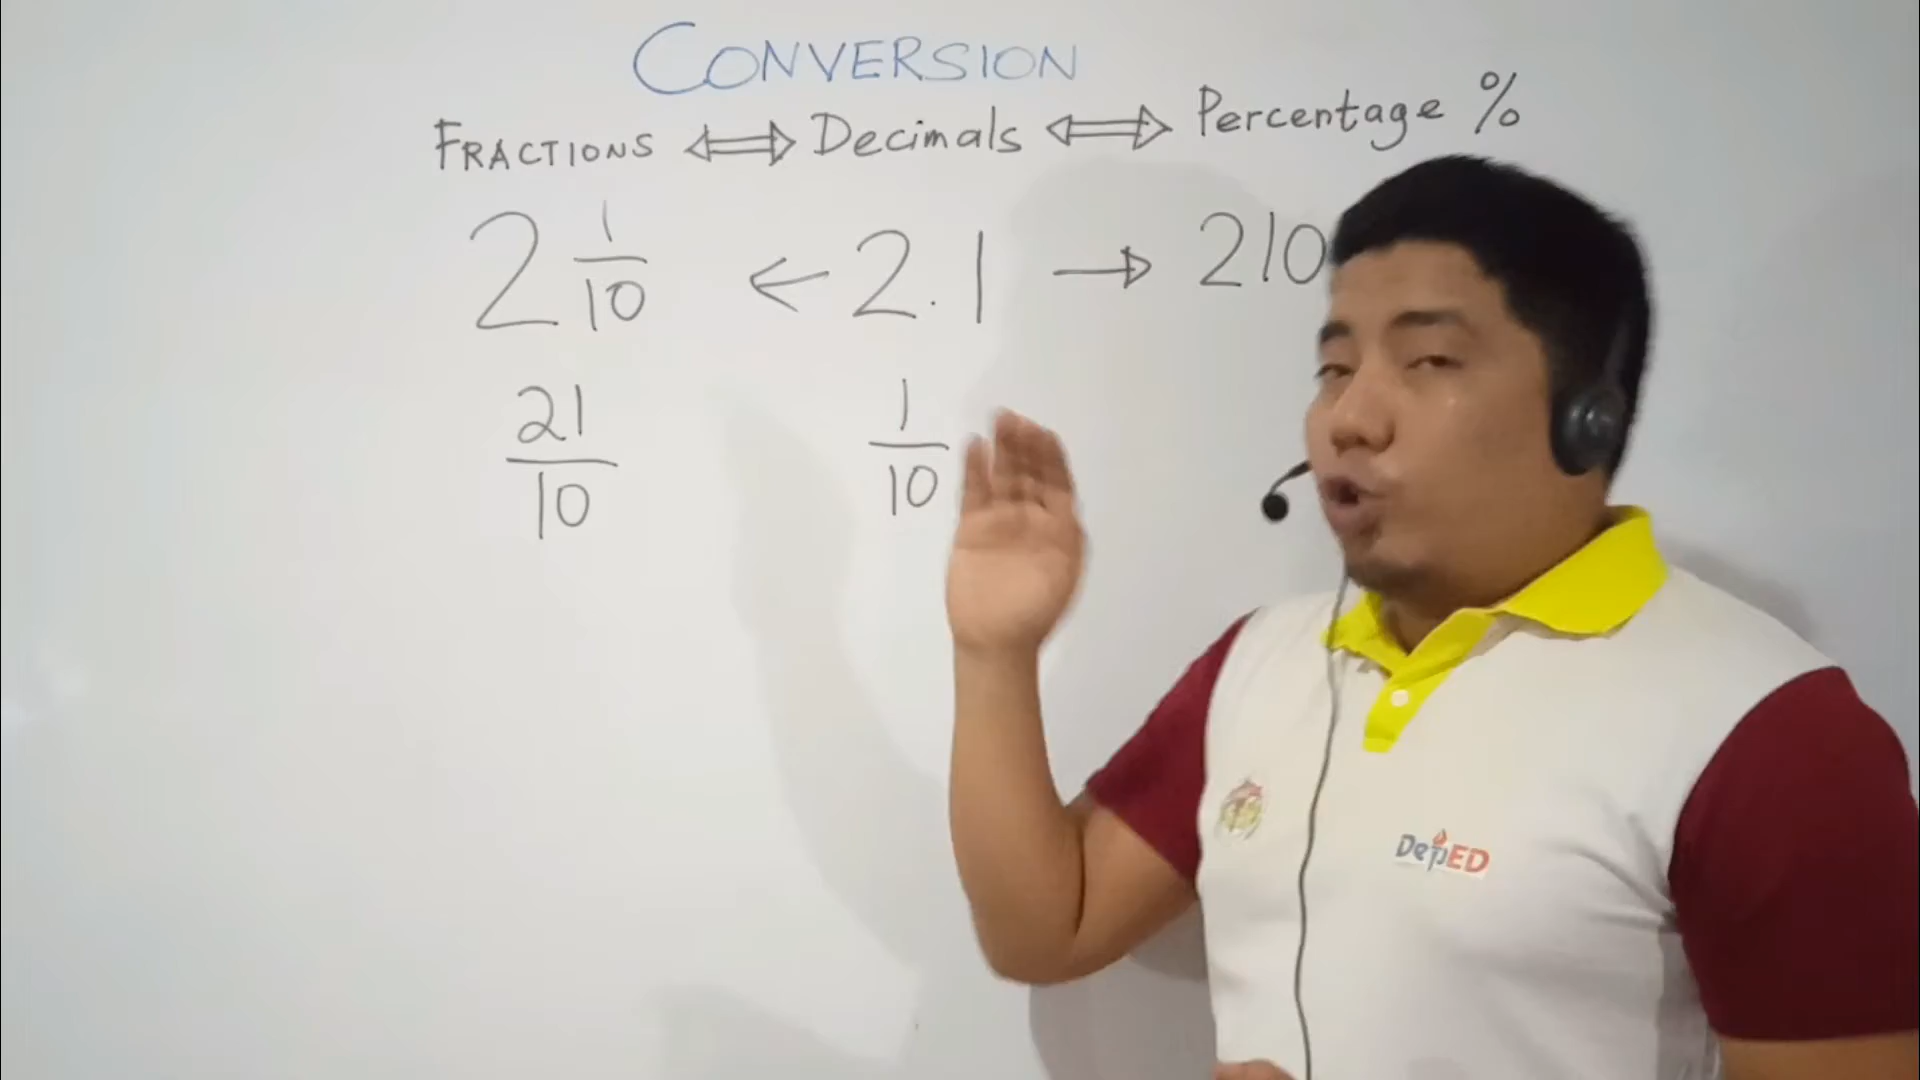 CONVERSION
FRACTIONS ⇔ Decimals ⇔ Percentage %
2 1/10 ← 2.1 → 210
21/10 1/10
DepED